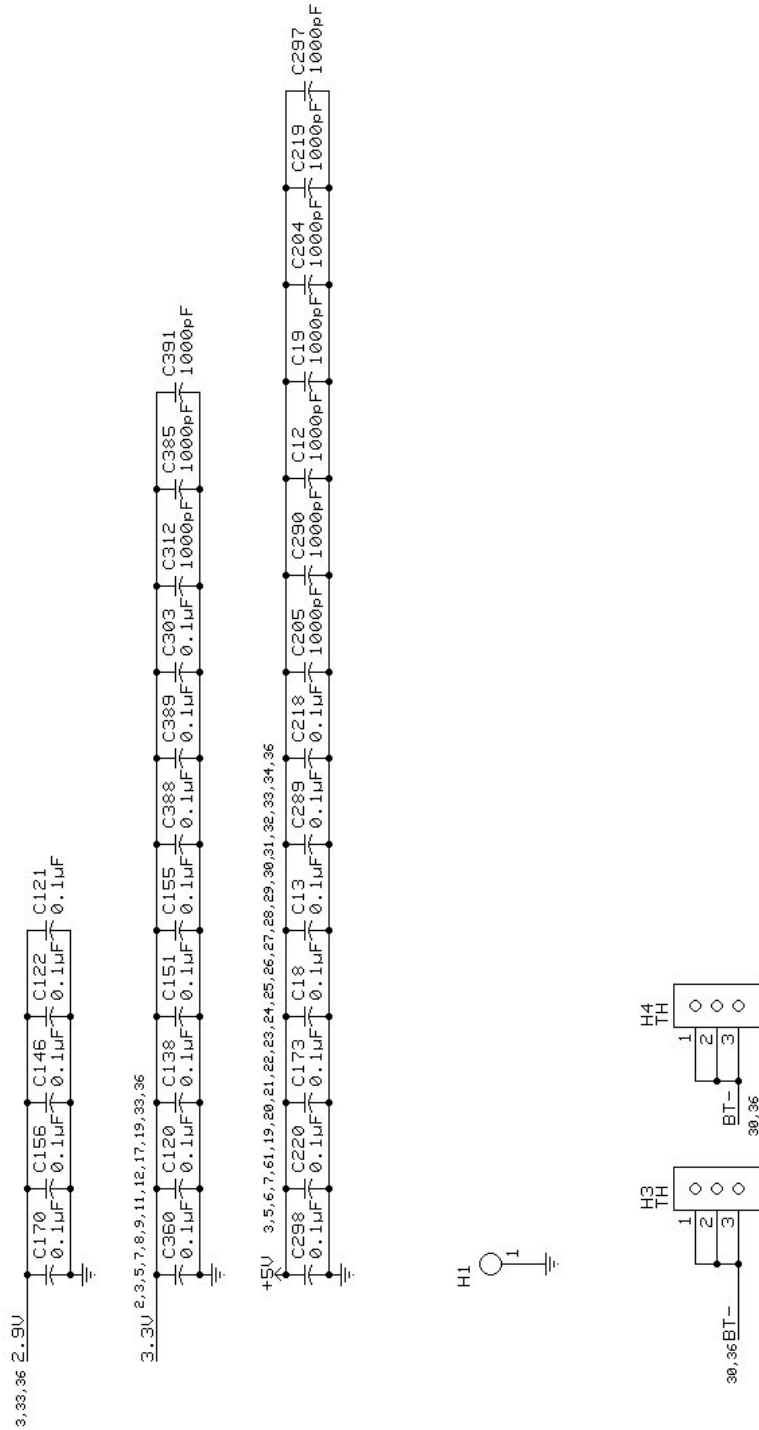 3,33,36 2.9V
C170
0.1µF
C156
0.1µF
C146
0.1µF
C122
0.1µF
C121
0.1µF
3.3V 2,3,5,7,8,9,11,12,17,19,33,36
C360
0.1µF
C120
0.1µF
C138
0.1µF
C151
0.1µF
C155
0.1µF
C388
0.1µF
C389
0.1µF
C303
0.1µF
C312
1000pF
C385
1000pF
C391
1000pF
+5V 3,5,6,7,61,19,20,21,22,23,24,25,26,27,28,29,30,31,32,33,34,36
C298
0.1µF
C220
0.1µF
C173
0.1µF
C18
0.1µF
C13
0.1µF
C289
0.1µF
C218
0.1µF
C205
1000pF
C290
1000pF
C12
1000pF
C19
1000pF
C204
1000pF
C219
1000pF
C297
1000pF
H1
1
H3
TH
1
2
3
30,36 BT-
H4
TH
1
2
3
BT-
30,36